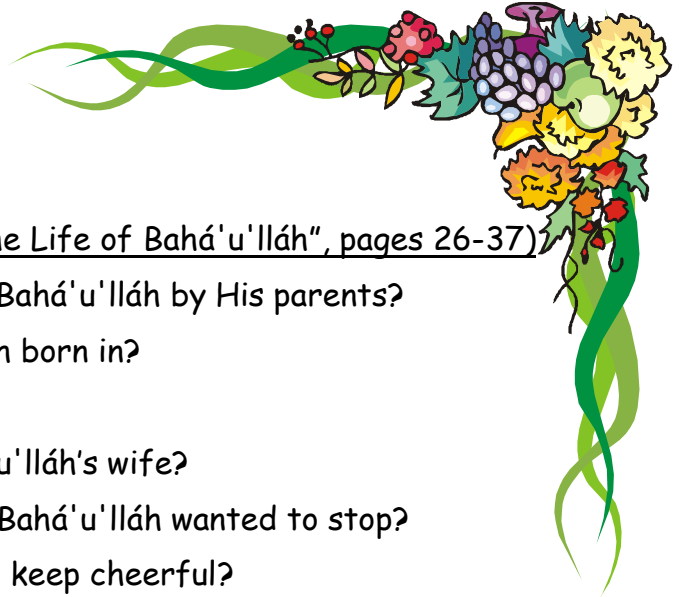 e Life of Bahá'u'lláh”, pages 26-37)
Bahá'u'lláh by His parents?
born in?
u'lláh’s wife?
Bahá'u'lláh wanted to stop?
keep cheerful?